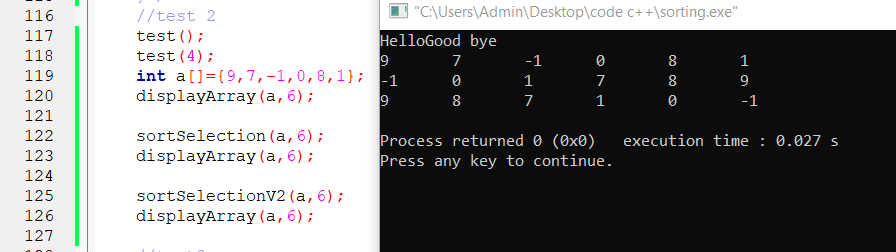 116 //test 2
117 test();
118 test(4);
119 int a[]={9,7,-1,0,8,1};
120 displayArray(a,6);
121
122 sortSelection(a,6);
123 displayArray(a,6);
124
125 sortSelectionV2(a,6);
126 displayArray(a,6);
127
"C:\Users\Admin\Desktop\code c++\sorting.exe"
HelloGood bye
9 7 -1 0 8 1
-1 0 1 7 8 9
9 8 7 1 0 -1
Process returned 0 (0x0) execution time : 0.027 s
Press any key to continue.